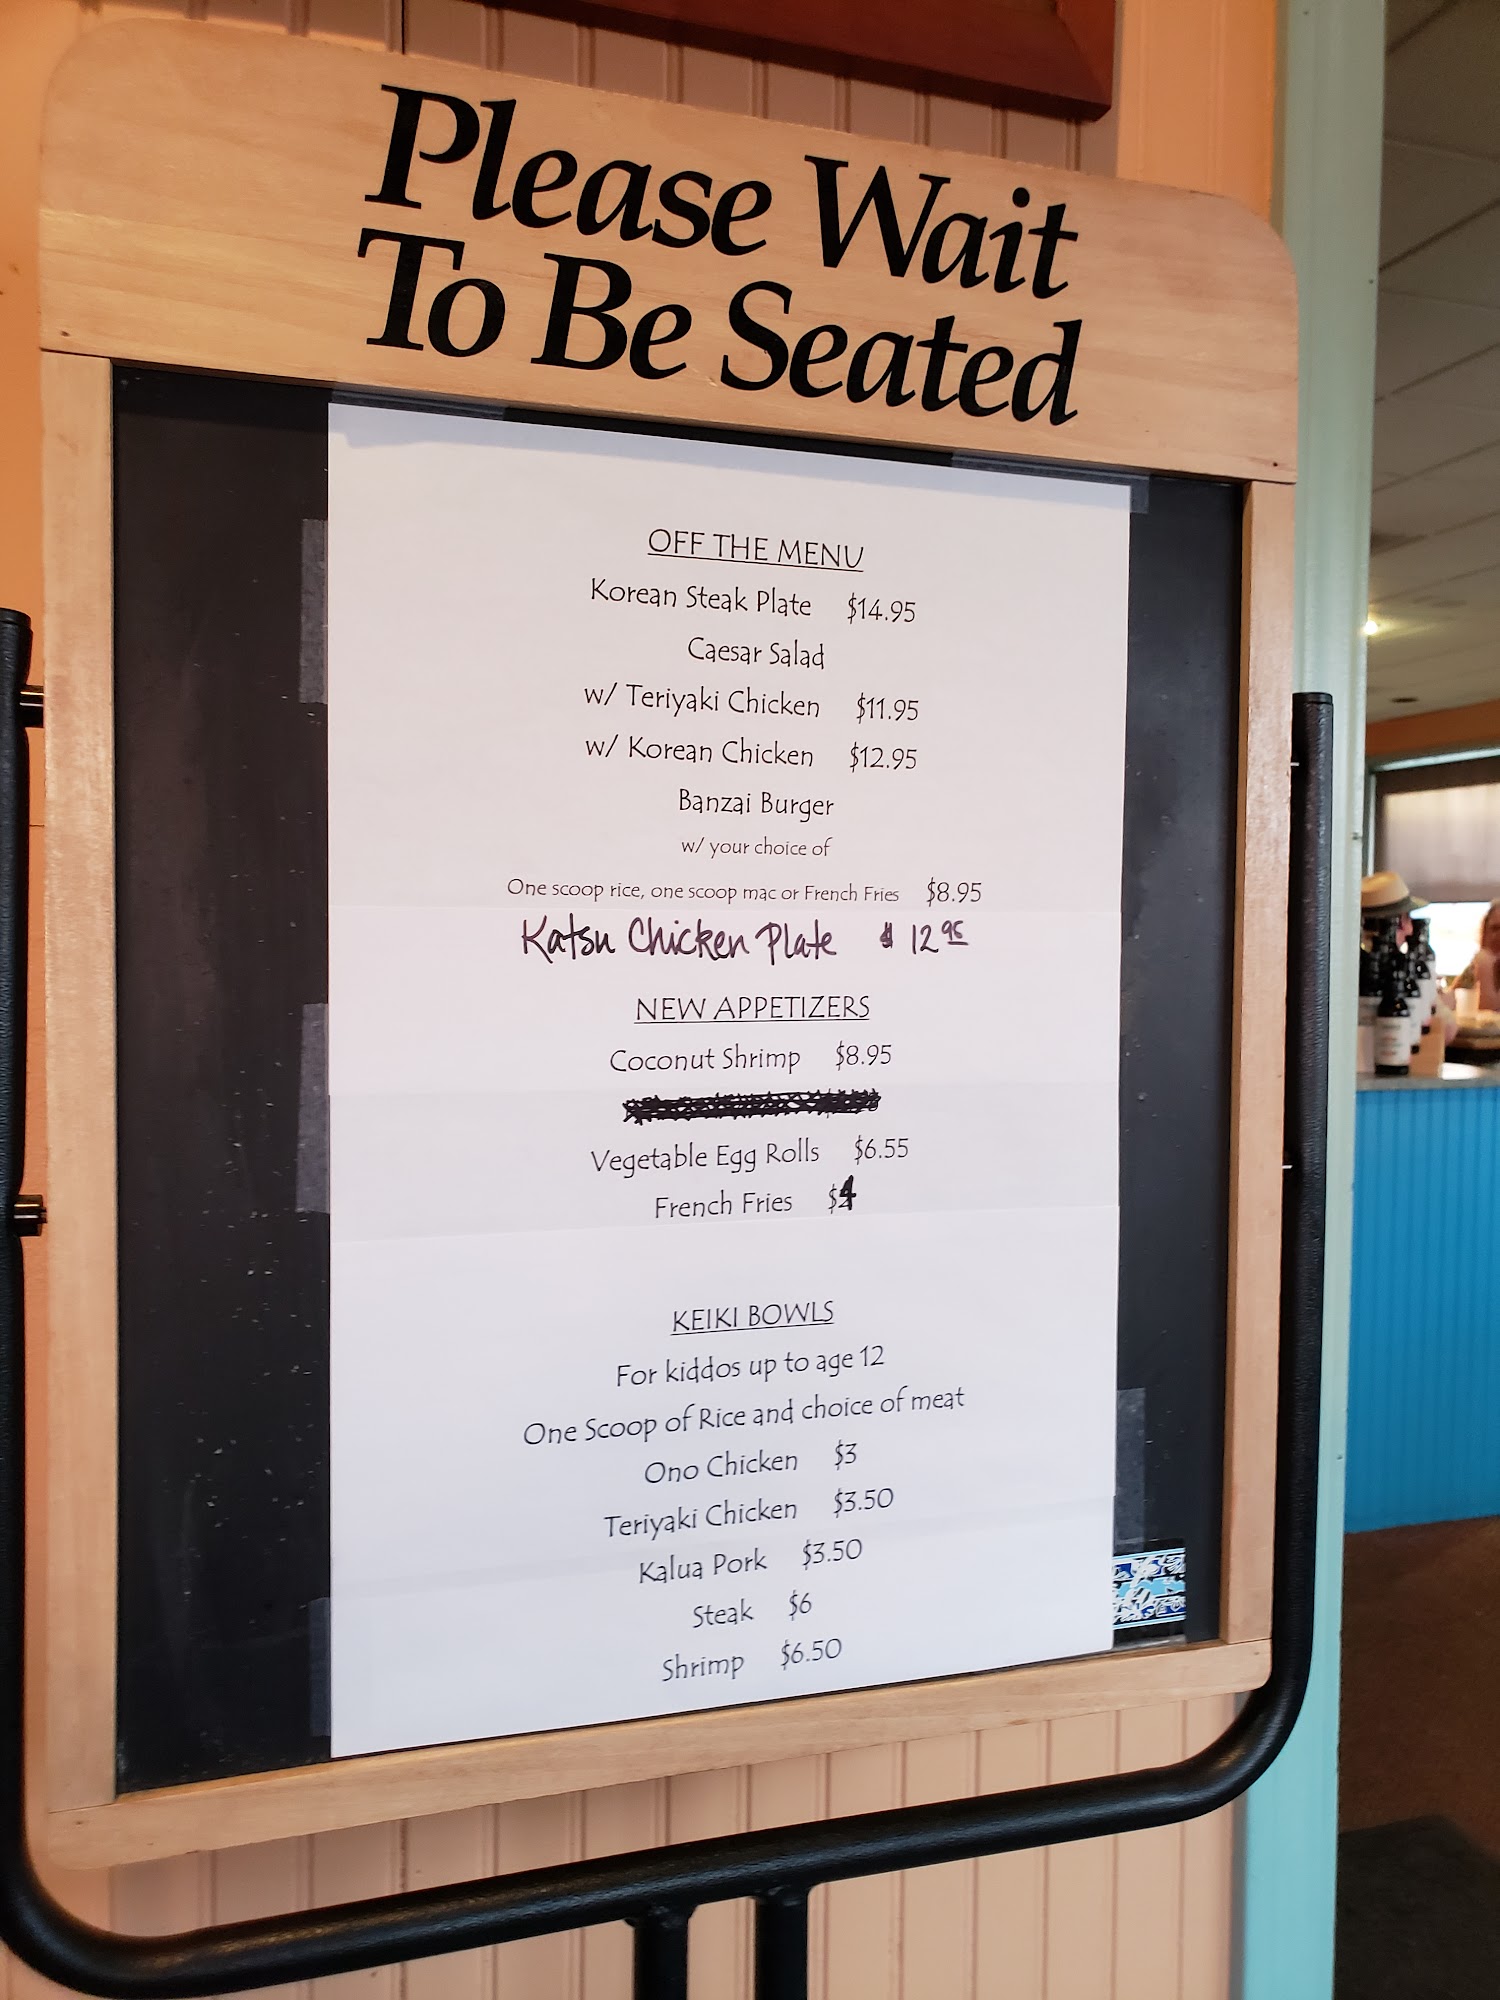 Please Wait
To Be Seated
OFF THE MENU
Korean Steak Plate $14.95
Caesar Salad
w/ Teriyaki Chicken $11.95
w/ Korean Chicken $12.95
Banzai Burger
w/ your choice of
One scoop rice, one scoop mac or French Fries $8.95
Katsu Chicken Plate $12.95
NEW APPETIZERS
Coconut Shrimp $8.95
Vegetable Egg Rolls $6.55
French Fries $4
KEIKI BOWLS
For kiddos up to age 12
One Scoop of Rice and choice of meat
Ono Chicken $3
Teriyaki Chicken $3.50
Kalua Pork $3.50
Steak $6
Shrimp $6.50